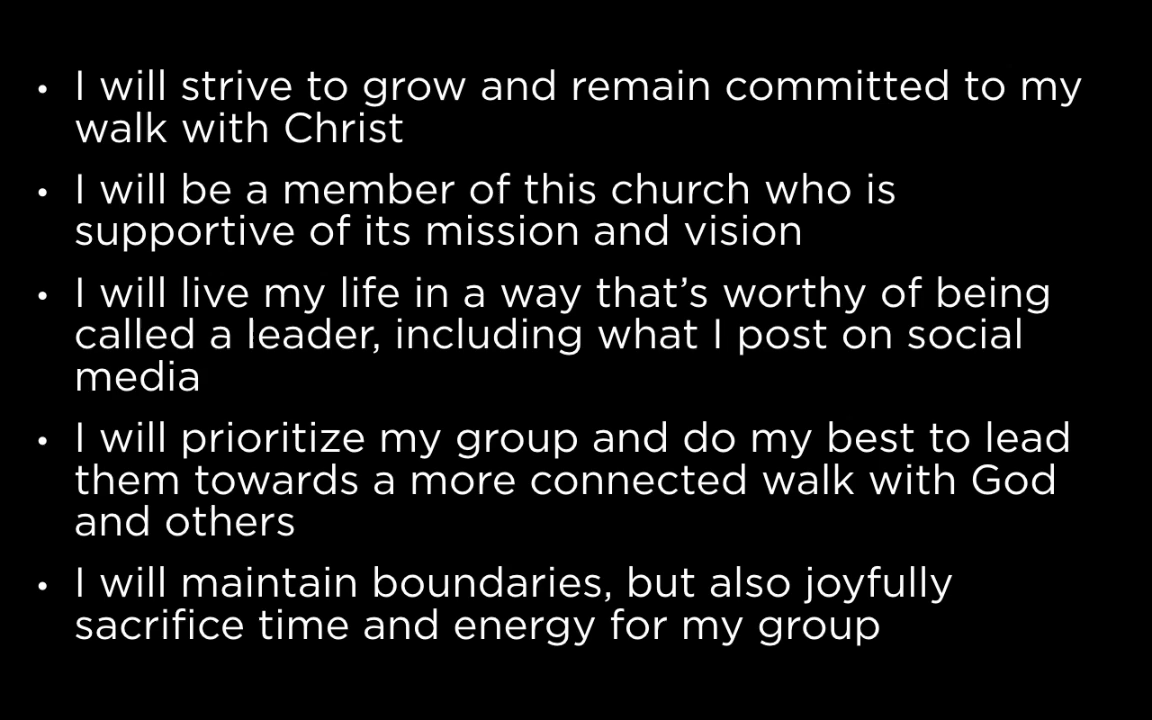 • I will strive to grow and remain committed to my
walk with Christ
• I will be a member of this church who is
supportive of its mission and vision
• I will live my life in a way that’s worthy of being
called a leader, including what I post on social
media
• I will prioritize my group and do my best to lead
them towards a more connected walk with God
and others
• I will maintain boundaries, but also joyfully
sacrifice time and energy for my group